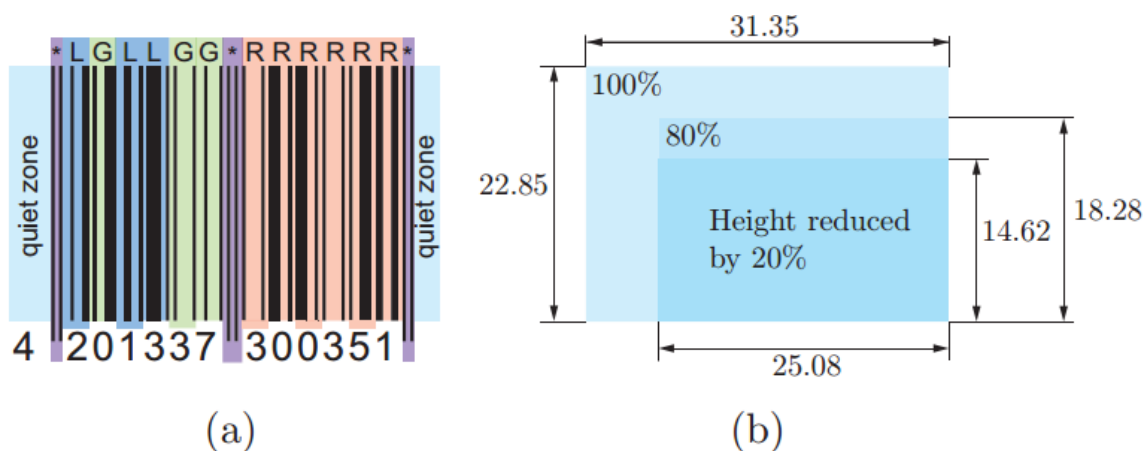 * L G L L G G * R R R R R R *
quiet zone
quiet zone
4 201337 300351
(a)
31.35
100%
80%
22.85
Height reduced
by 20%
14.62
18.28
25.08
(b)